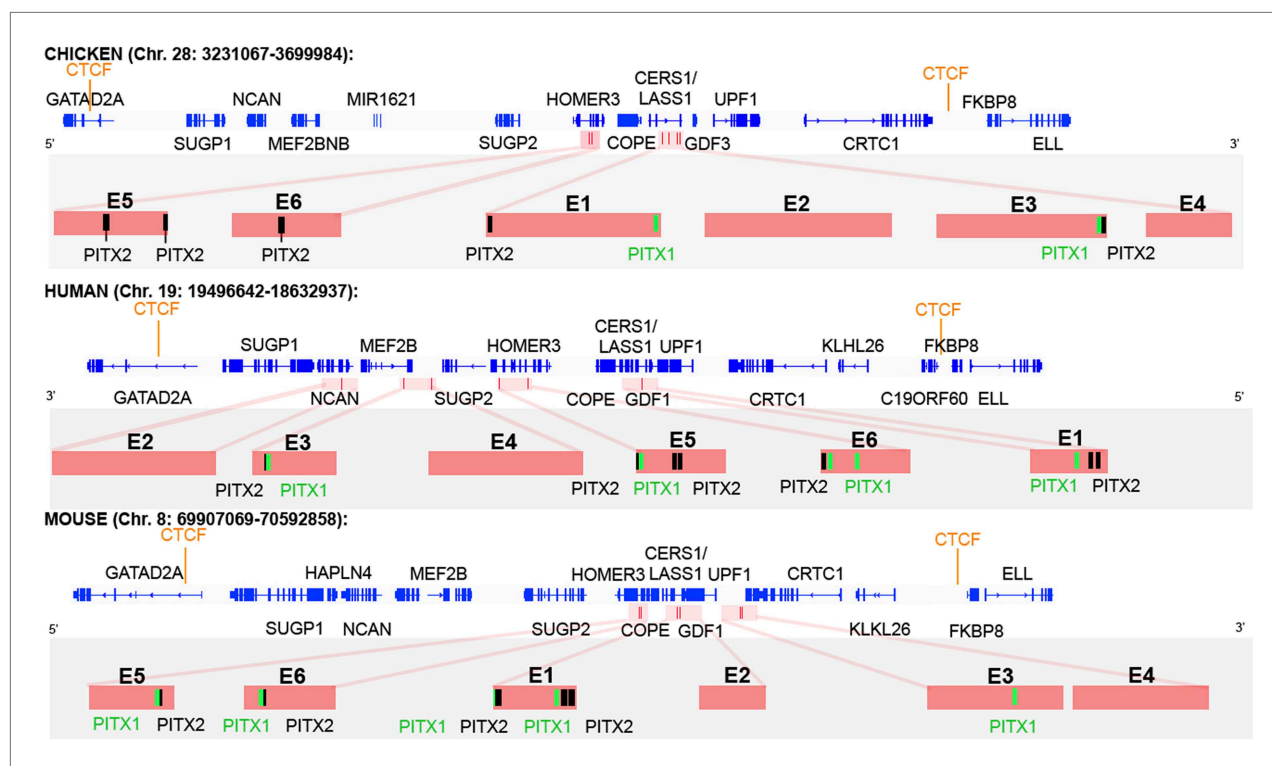 CHICKEN (Chr. 28: 3231067-3699984):
CTCF CERS1/ CTCF
GATAD2A NCAN MIR1621 HOMER3 LASS1 UPF1 FKBP8
5' SUGP1 MEF2BNB SUGP2 COPE GDF3 CRTC1 ELL 3'
E5 E6 E1 E2 E3 E4
PITX2 PITX2 PITX2 PITX2 PITX1 PITX1 PITX2
HUMAN (Chr. 19: 19496642-18632937):
CTCF CTCF
CERS1/
SUGP1 MEF2B HOMER3 LASS1 UPF1 KLHL26 FKBP8
3' GATAD2A NCAN SUGP2 COPE GDF1 CRTC1 C19ORF60 ELL 5'
E2 E3 E4 E5 E6 E1
PITX2 PITX1 PITX2 PITX1 PITX2 PITX2 PITX1 PITX1 PITX2
MOUSE (Chr. 8: 69907069-70592858):
CTCF CTCF
CERS1/
GATAD2A HAPLN4 MEF2B HOMER3 LASS1 UPF1 CRTC1 ELL
5' SUGP1 NCAN SUGP2 COPE GDF1 KLKL26 FKBP8 3'
E5 E6 E1 E2 E3 E4
PITX1 PITX2 PITX1 PITX2 PITX1 PITX2 PITX1 PITX2 PITX1